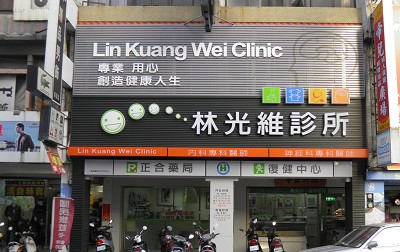 Lin Kuang Wei Clinic
專業 用心
創造健康人生
林光維診所
Lin Kuang Wei Clinic 內科專科醫師 神經科專科醫師
P 正合藥局 復健中心